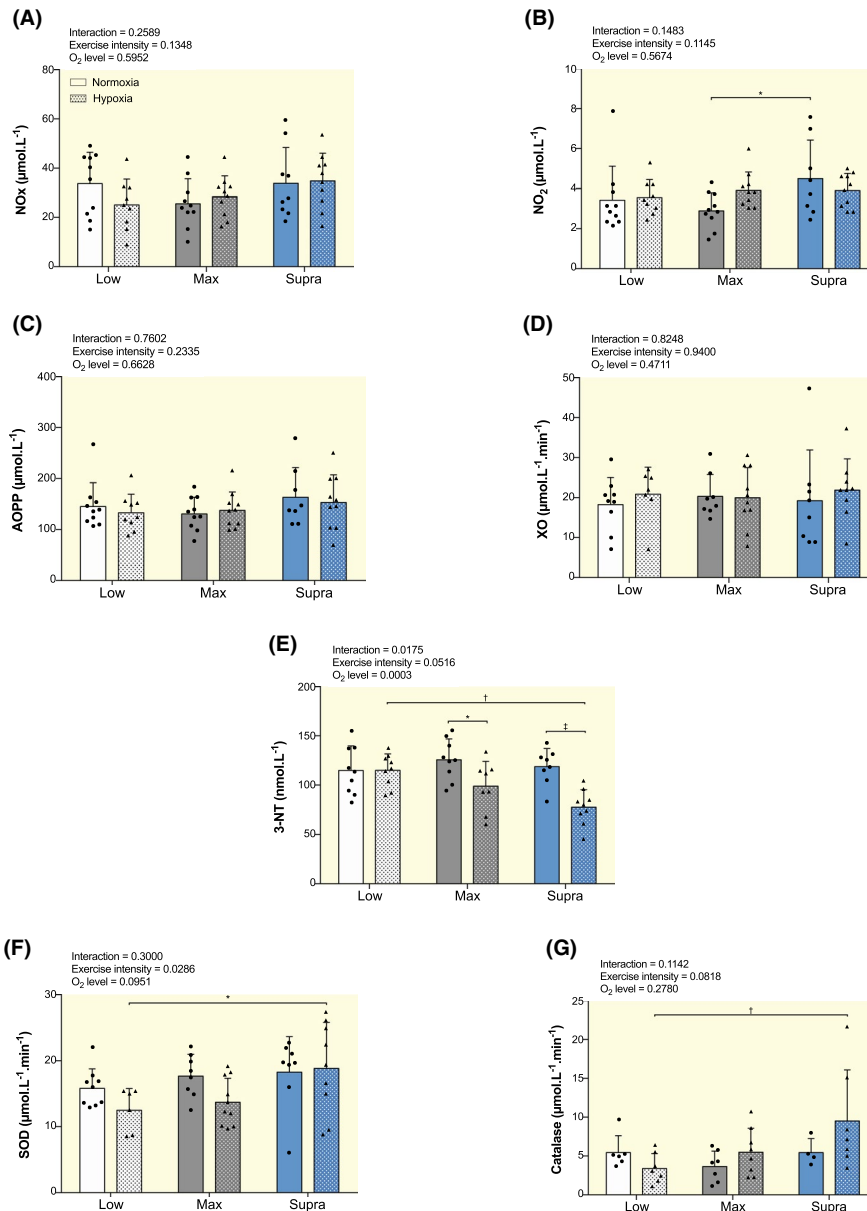 (A)
Interaction = 0.2589
Exercise intensity = 0.1348
O₂ level = 0.5952
80
60
40
20
0
NOx (µmol.L⁻¹)
Normoxia
Hypoxia
Low Max Supra
(B)
Interaction = 0.1483
Exercise intensity = 0.1145
O₂ level = 0.5674
10
8
6
4
2
0
NO₂ (µmol.L⁻¹)
*
Low Max Supra
(C)
Interaction = 0.7602
Exercise intensity = 0.2335
O₂ level = 0.6628
400
300
200
100
0
AOPP (µmol.L⁻¹)
Low Max Supra
(D)
Interaction = 0.8248
Exercise intensity = 0.9400
O₂ level = 0.4711
50
40
30
20
10
0
XO (µmol.L⁻¹.min⁻¹)
Low Max Supra
(E)
Interaction = 0.0175
Exercise intensity = 0.0516
O₂ level = 0.0003
200
150
100
50
0
3-NT (nmol.L⁻¹)
†
*
‡
Low Max Supra
(F)
Interaction = 0.3000
Exercise intensity = 0.0286
O₂ level = 0.0951
30
20
10
0
SOD (µmol.L⁻¹.min⁻¹)
*
Low Max Supra
(G)
Interaction = 0.1142
Exercise intensity = 0.0818
O₂ level = 0.2780
25
20
15
10
5
0
Catalase (µmol.L⁻¹.min⁻¹)
†
Low Max Supra